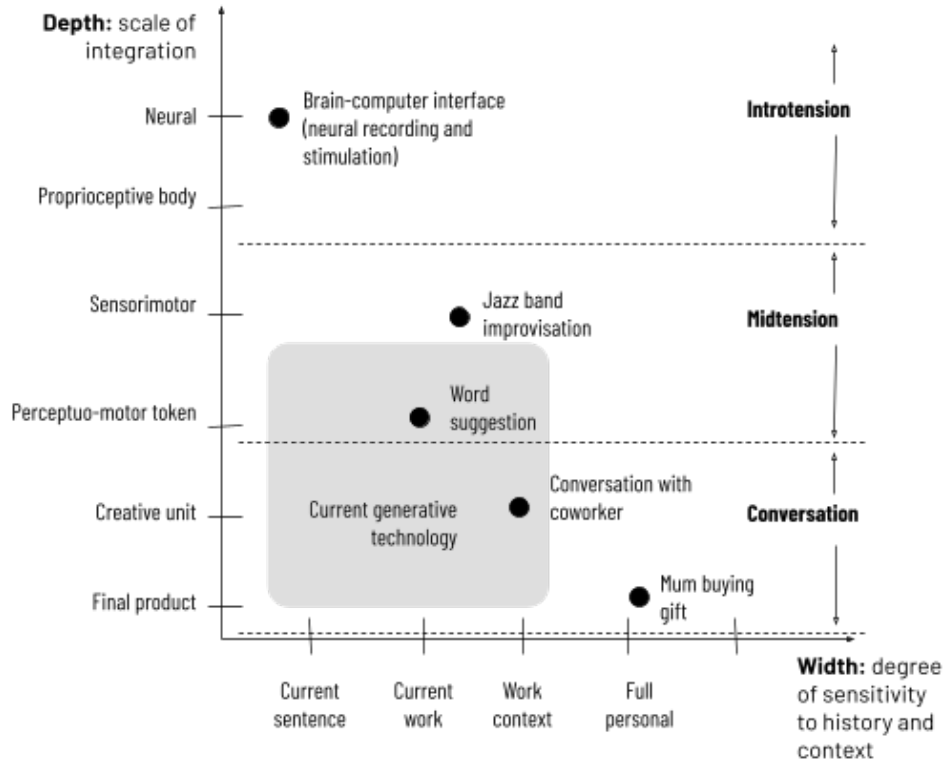 Depth: scale of
integration
Neural
Brain-computer interface
(neural recording and
stimulation)
Introtension
Proprioceptive body
Sensorimotor
Jazz band
improvisation
Midtension
Perceptuo-motor token
Word
suggestion
Creative unit
Current generative
technology
Conversation with
coworker
Conversation
Final product
Mum buying
gift
Current
sentence
Current
work
Work
context
Full
personal
Width: degree
of sensitivity
to history and
context